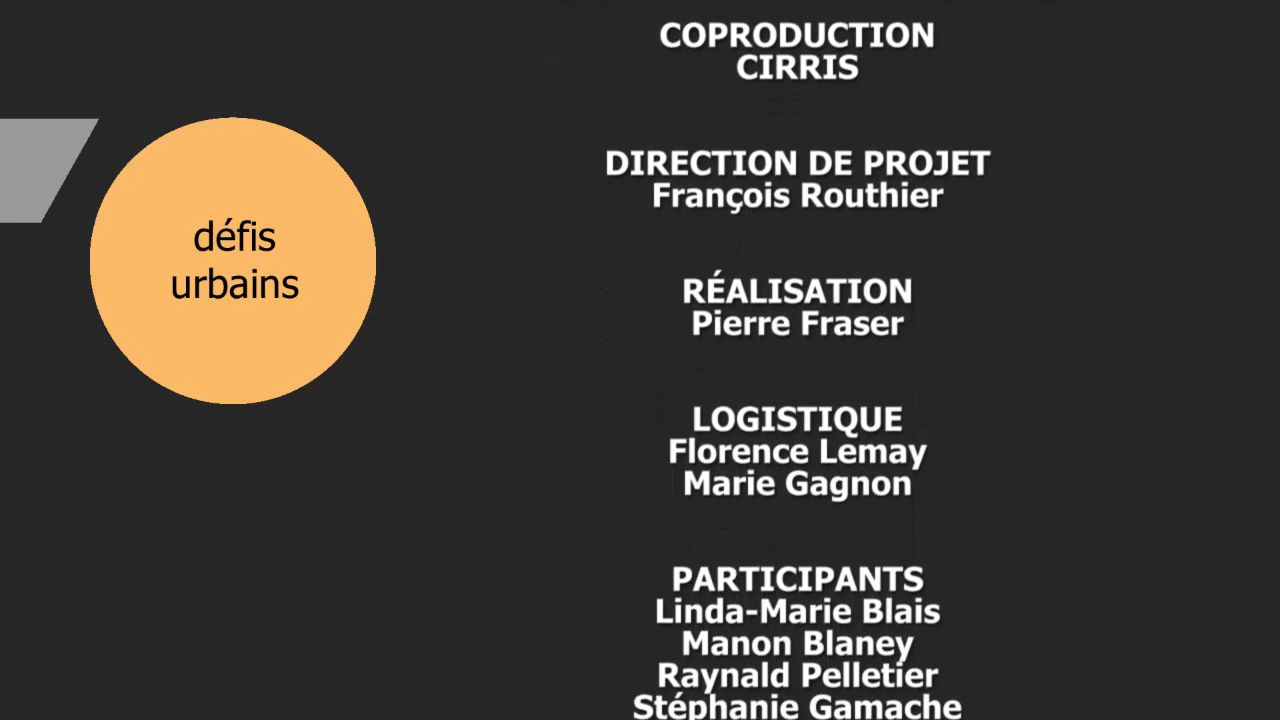 défis
urbains
COPRODUCTION
CIRRIS
DIRECTION DE PROJET
François Routhier
RÉALISATION
Pierre Fraser
LOGISTIQUE
Florence Lemay
Marie Gagnon
PARTICIPANTS
Linda-Marie Blais
Manon Blaney
Raynald Pelletier
Stéphanie Gamache